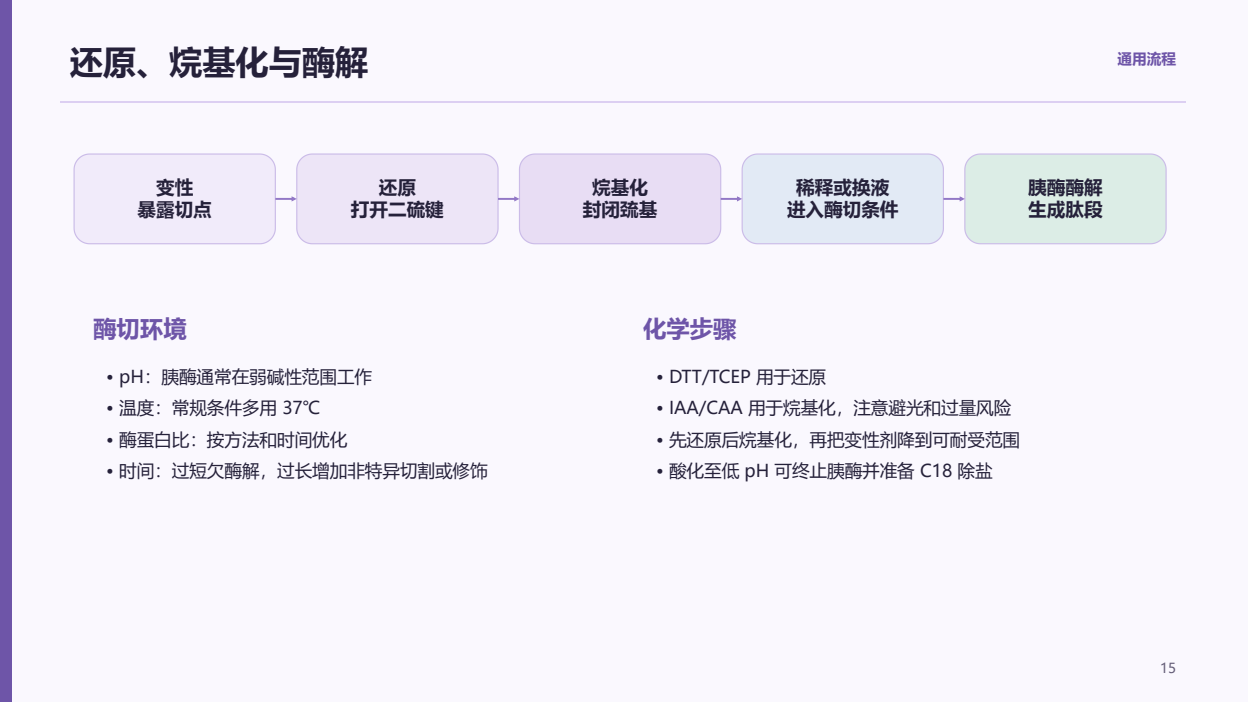 还原、烷基化与酶解
通用流程
变性
暴露切点
还原
打开二硫键
烷基化
封闭巯基
稀释或换液
进入酶切条件
胰酶酶解
生成肽段
酶切环境
• pH：胰酶通常在弱碱性范围工作
• 温度：常规条件多用 37℃
• 酶蛋白比：按方法和时间优化
• 时间：过短欠酶解，过长增加非特异切割或修饰
化学步骤
• DTT/TCEP 用于还原
• IAA/CAA 用于烷基化，注意避光和过量风险
• 先还原后烷基化，再把变性剂降到可耐受范围
• 酸化至低 pH 可终止胰酶并准备 C18 除盐
15